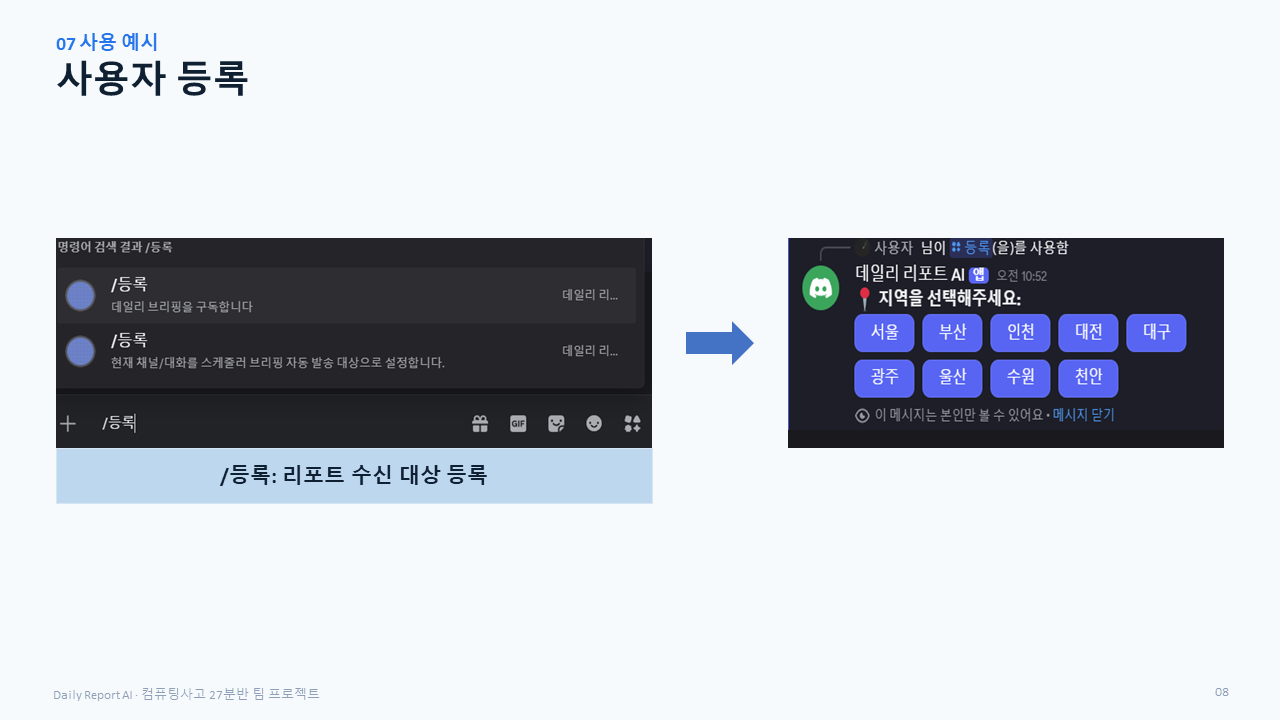 07 사용 예시
사용자 등록
명령어 검색 결과 /등록
/등록
데일리 브리핑을 구독합니다
데일리 리...
/등록
현재 채널/대화를 스케줄러 브리핑 자동 발송 대상으로 설정합니다.
데일리 리...
/등록
GIF
/등록: 리포트 수신 대상 등록
사용자 님이 등록(을)를 사용함
데일리 리포트 AI 앱 오전 10:52
지역을 선택해주세요:
서울 부산 인천 대전 대구
광주 울산 수원 천안
이 메시지는 본인만 볼 수 있어요 • 메시지 닫기
Daily Report AI · 컴퓨팅사고 27분반 팀 프로젝트
08